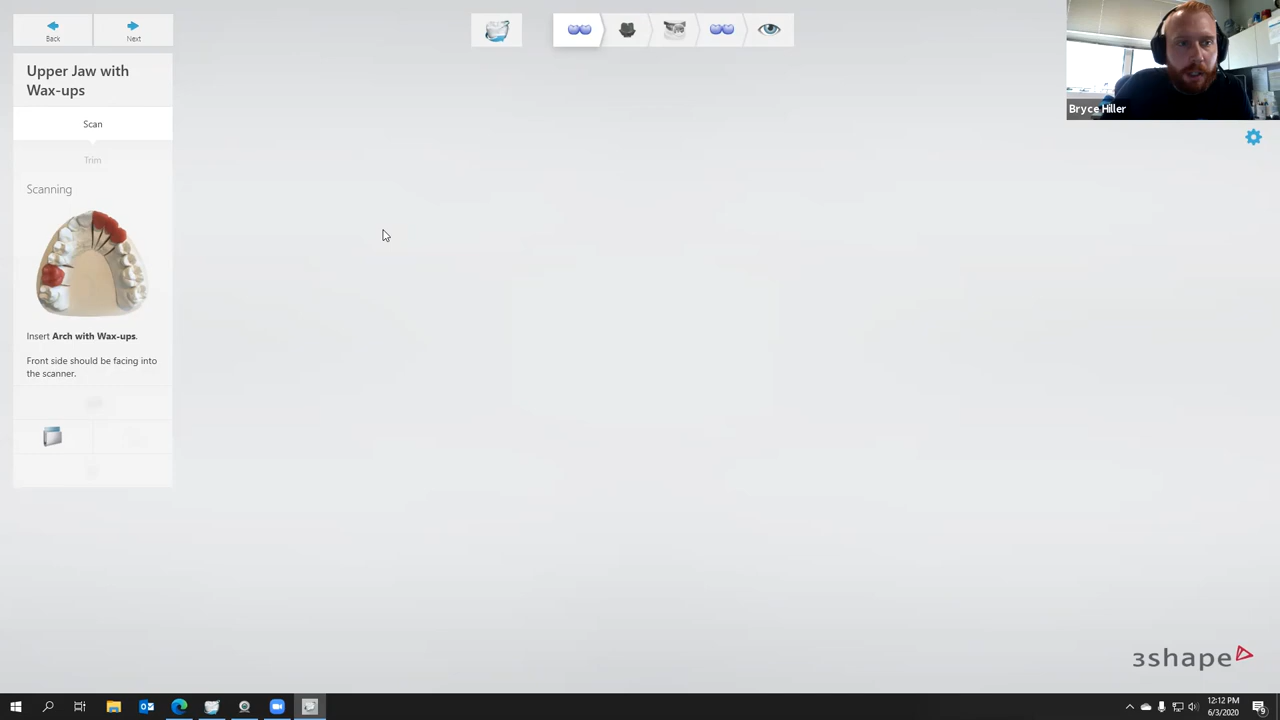 Back
Next
Upper Jaw with
Wax-ups
Scan
Trim
Scanning
Insert Arch with Wax-ups.
Front side should be facing into
the scanner.
Bryce Hiller
3shape
12:12 PM
6/3/2020
9